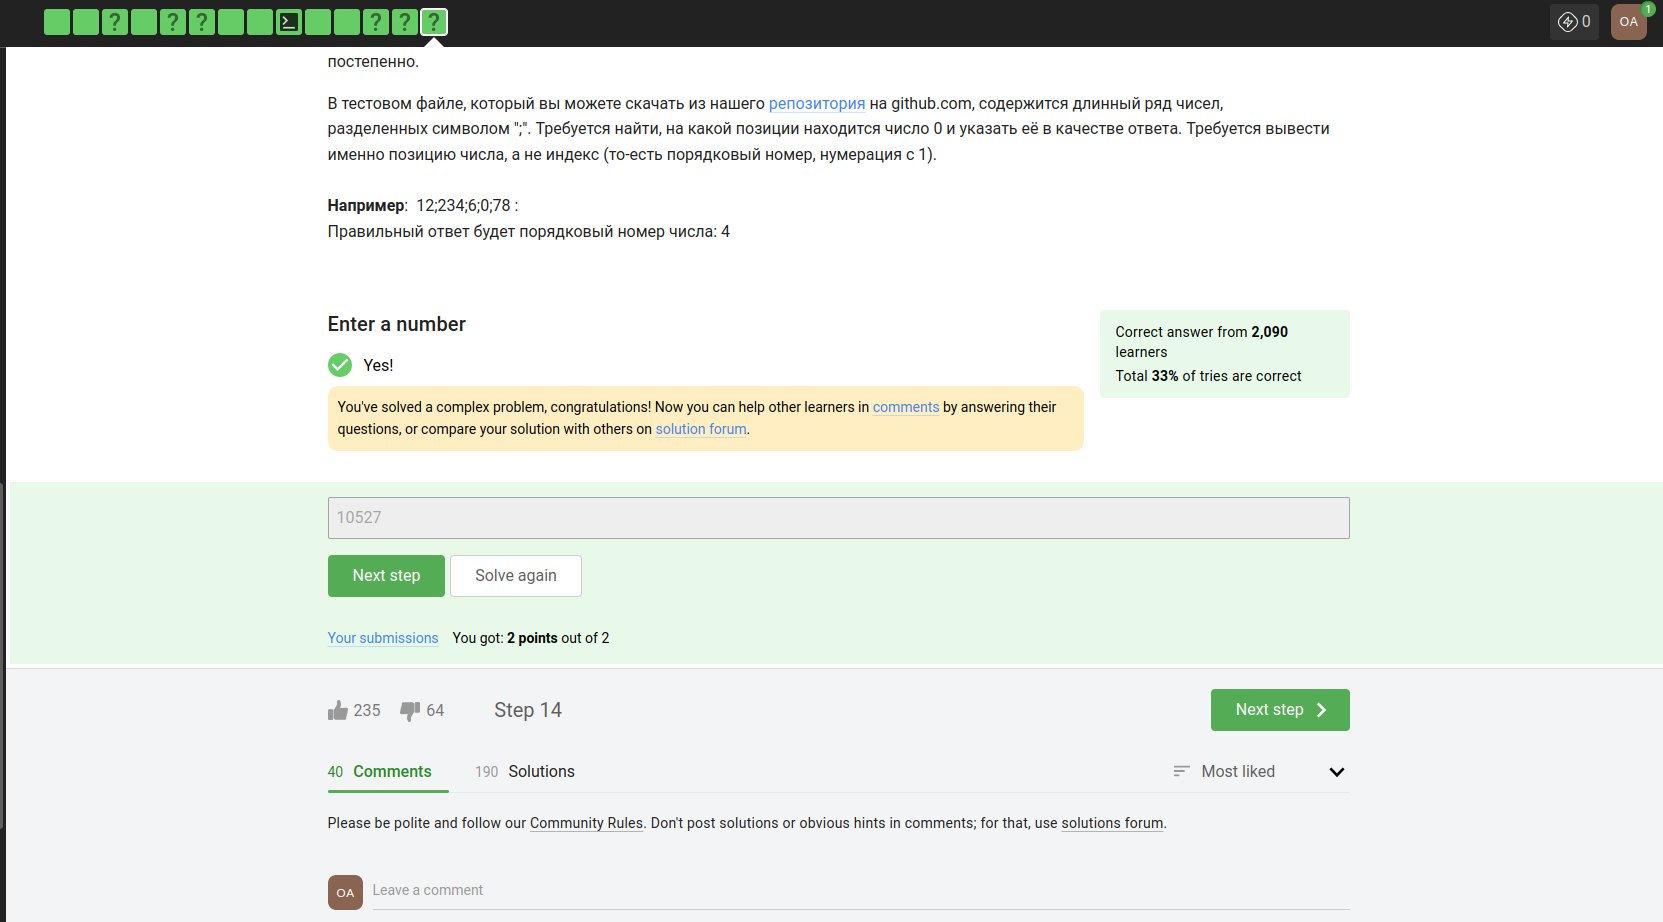 ? ? ? ? ? ?
0
OA
1
постепенно.
В тестовом файле, который вы можете скачать из нашего репозитория на github.com, содержится длинный ряд чисел,
разделенных символом ";". Требуется найти, на какой позиции находится число 0 и указать её в качестве ответа. Требуется вывести
именно позицию числа, а не индекс (то-есть порядковый номер, нумерация с 1).
Например: 12;234;6;0;78 :
Правильный ответ будет порядковый номер числа: 4
Enter a number
Correct answer from 2,090
learners
Total 33% of tries are correct
Yes!
You've solved a complex problem, congratulations! Now you can help other learners in comments by answering their
questions, or compare your solution with others on solution forum.
10527
Next step
Solve again
Your submissions You got: 2 points out of 2
235
64
Step 14
Next step
40 Comments
190 Solutions
Most liked
Please be polite and follow our Community Rules. Don't post solutions or obvious hints in comments; for that, use solutions forum.
OA
Leave a comment